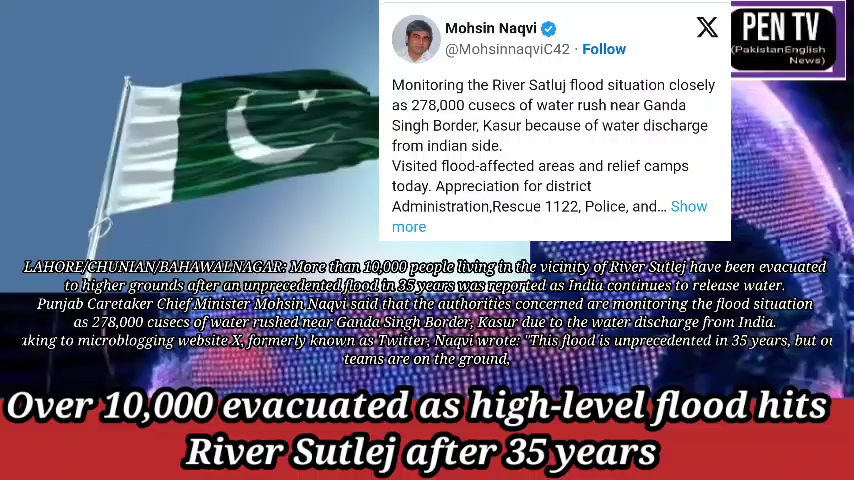 Mohsin Naqvi
@MohsinnaqviC42 · Follow
X
PEN TV
(PakistanEnglish
News)
Monitoring the River Satluj flood situation closely
as 278,000 cusecs of water rush near Ganda
Singh Border, Kasur because of water discharge
from indian side.
Visited flood-affected areas and relief camps
today. Appreciation for district
Administration,Rescue 1122, Police, and... Show
more
LAHORE/CHUNIAN/BAHAWALNAGAR: More than 10,000 people living in the vicinity of River Sutlej have been evacuated
to higher grounds after an unprecedented flood in 35 years was reported as India continues to release water.
Punjab Caretaker Chief Minister Mohsin Naqvi said that the authorities concerned are monitoring the flood situation
as 278,000 cusecs of water rushed near Ganda Singh Border, Kasur due to the water discharge from India.
aking to microblogging website X, formerly known as Twitter, Naqvi wrote: "This flood is unprecedented in 35 years, but ou
teams are on the ground,
Over 10,000 evacuated as high-level flood hits
River Sutlej after 35 years